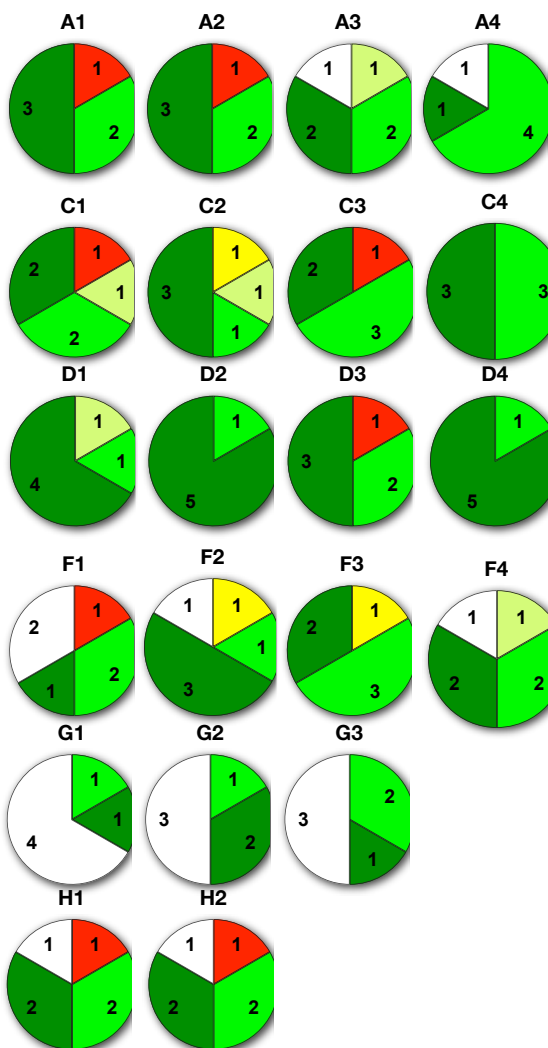 A1 A2 A3 A4
1 1 1 1 1
3 3
2 2 2 2 1
4
C1 C2 C3 C4
2 1 1 2 1
3 1 1 3 3
2 1 3
D1 D2 D3 D4
1 1 1 1
1 3
4 5 2 5
F1 F2 F3 F4
2 1 1 1 2 1 1 1
1 2 3 1 3 2 2
G1 G2 G3
1 1 2
4 1 3 2 3 1
H1 H2
1 1 1 1
2 2 2 2